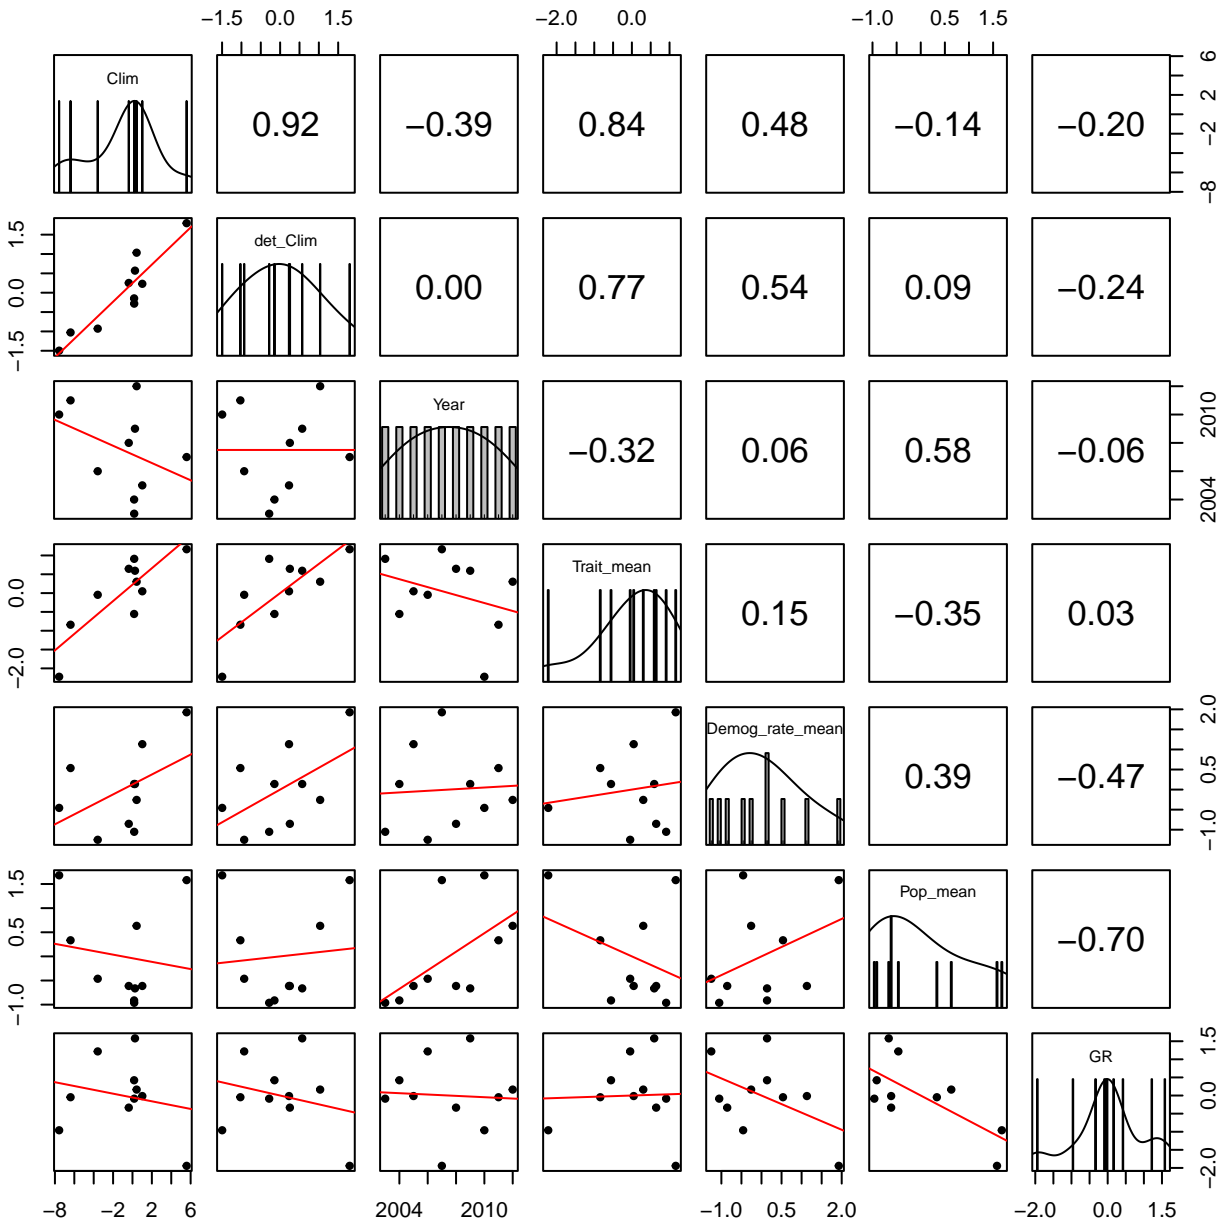 −1.5 0.0 1.5 −2.0 0.0 −1.0 0.5 1.5
Clim 0.92 −0.39 0.84 0.48 −0.14 −0.20
−8 −2 2 6
−1.5 0.0 1.5
det_Clim 0.00 0.77 0.54 0.09 −0.24
Year −0.32 0.06 0.58 −0.06
2004 2010
−2.0 0.0
Trait_mean 0.15 −0.35 0.03
Demog_rate_mean 0.39 −0.47
−1.0 0.5 2.0
−1.0 0.5 1.5
Pop_mean −0.70
GR
−2.0 0.0 1.5
−8 −2 2 6 2004 2010 −1.0 0.5 2.0 −2.0 0.0 1.5